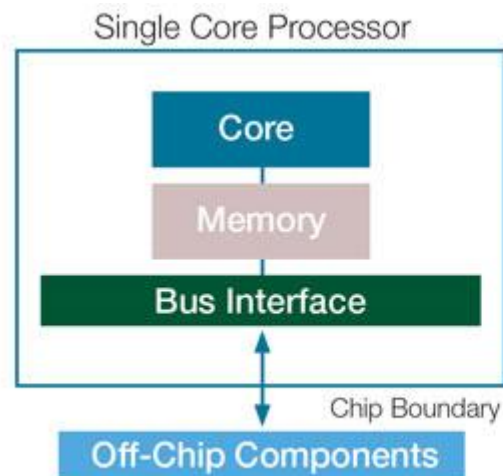 Single Core Processor
Core
Memory
Bus Interface
Chip Boundary
Off-Chip Components